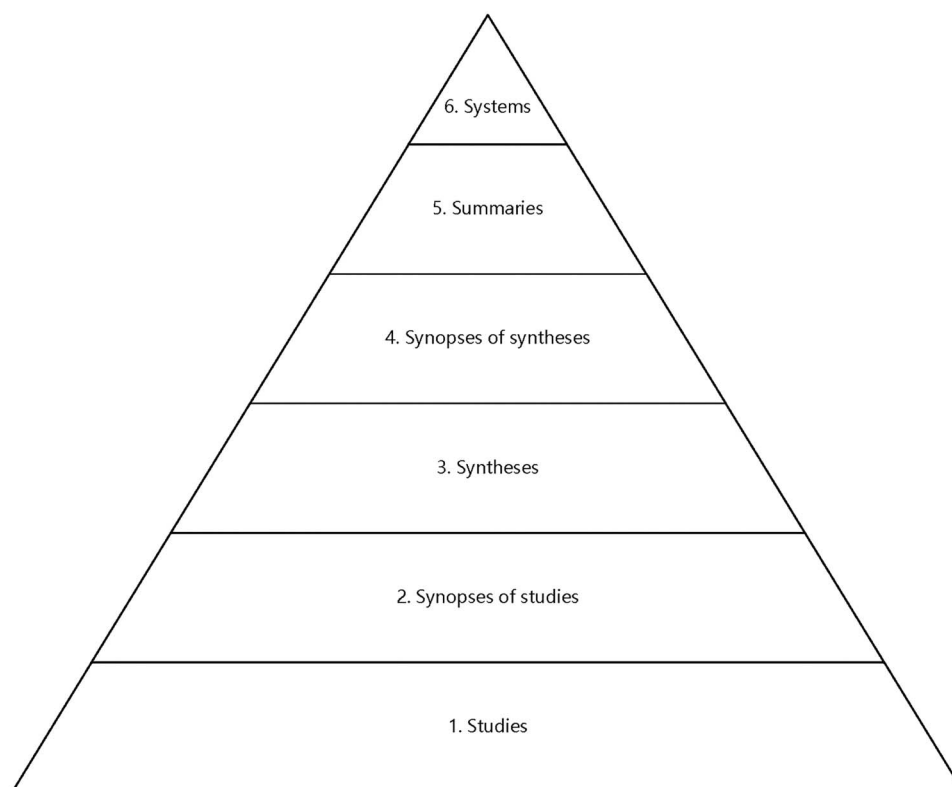 6. Systems
5. Summaries
4. Synopses of syntheses
3. Syntheses
2. Synopses of studies
1. Studies